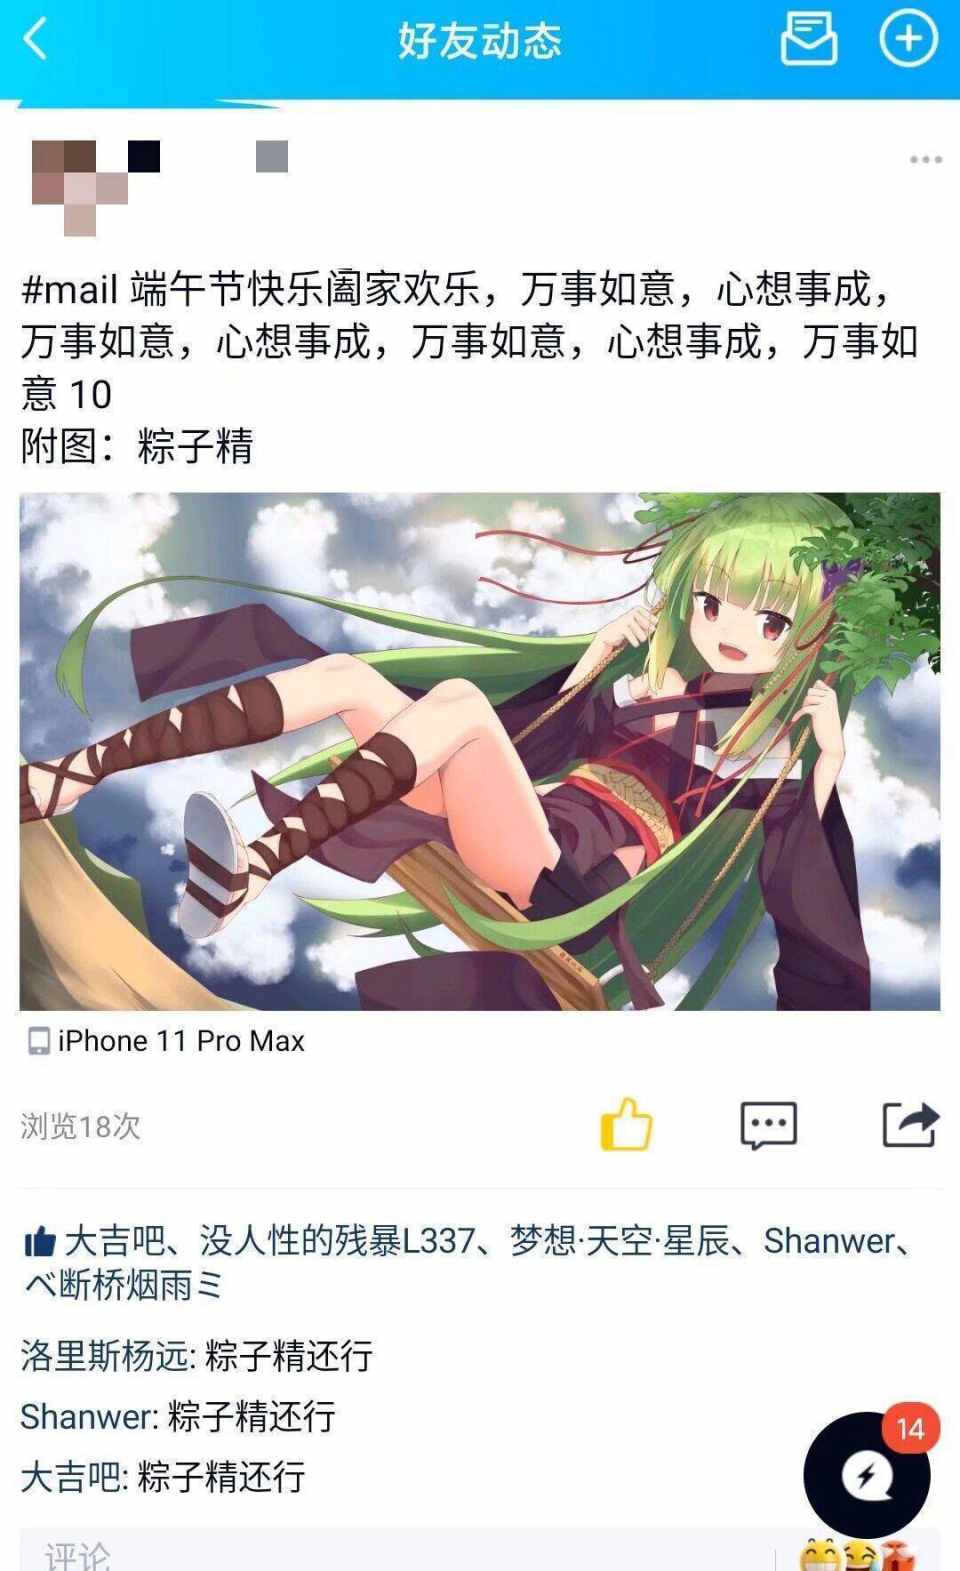 好友动态
#mail 端午节快乐阖家欢乐，万事如意，心想事成，
万事如意，心想事成，万事如意，心想事成，万事如
意 10
附图：粽子精
iPhone 11 Pro Max
浏览18次
大吉吧、没人性的残暴L337、梦想·天空·星辰、Shanwer、
べ断桥烟雨ミ
洛里斯杨远: 粽子精还行
Shanwer: 粽子精还行
大吉吧: 粽子精还行
14
评论